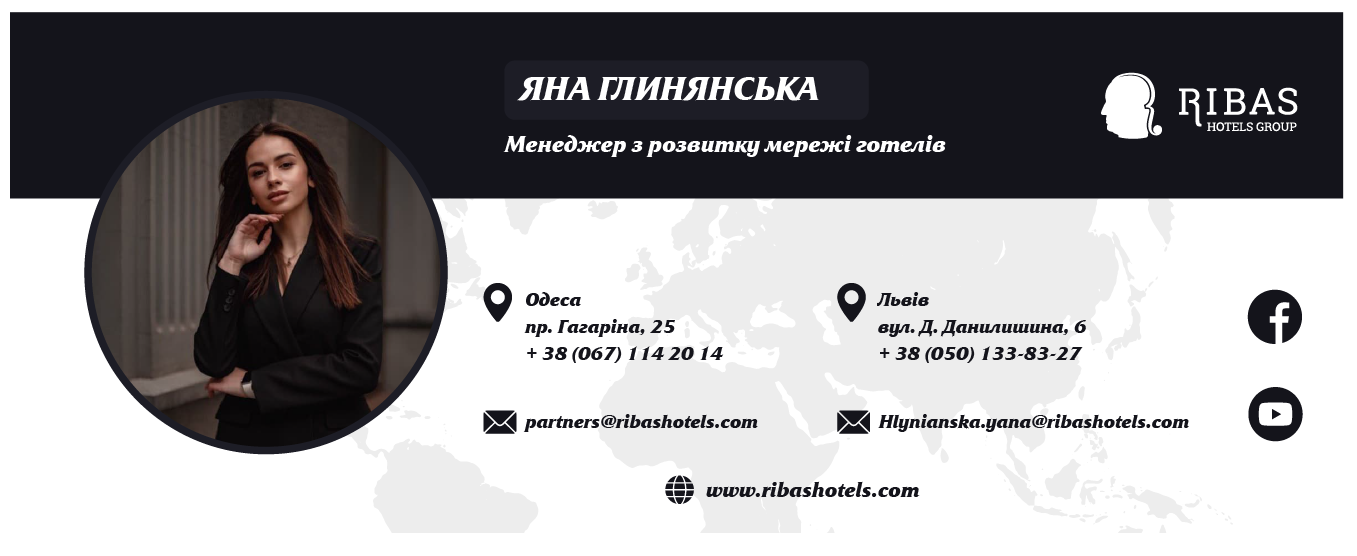 ЯНА ГЛИНЯНСЬКА
Менеджер з розвитку мережі готелів
RIBAS
HOTELS GROUP
Одеса
пр. Гагаріна, 25
+ 38 (067) 114 20 14
Львів
вул. Д. Данилишина, 6
+ 38 (050) 133-83-27
partners@ribashotels.com
Hlynianska.yana@ribashotels.com
www.ribashotels.com